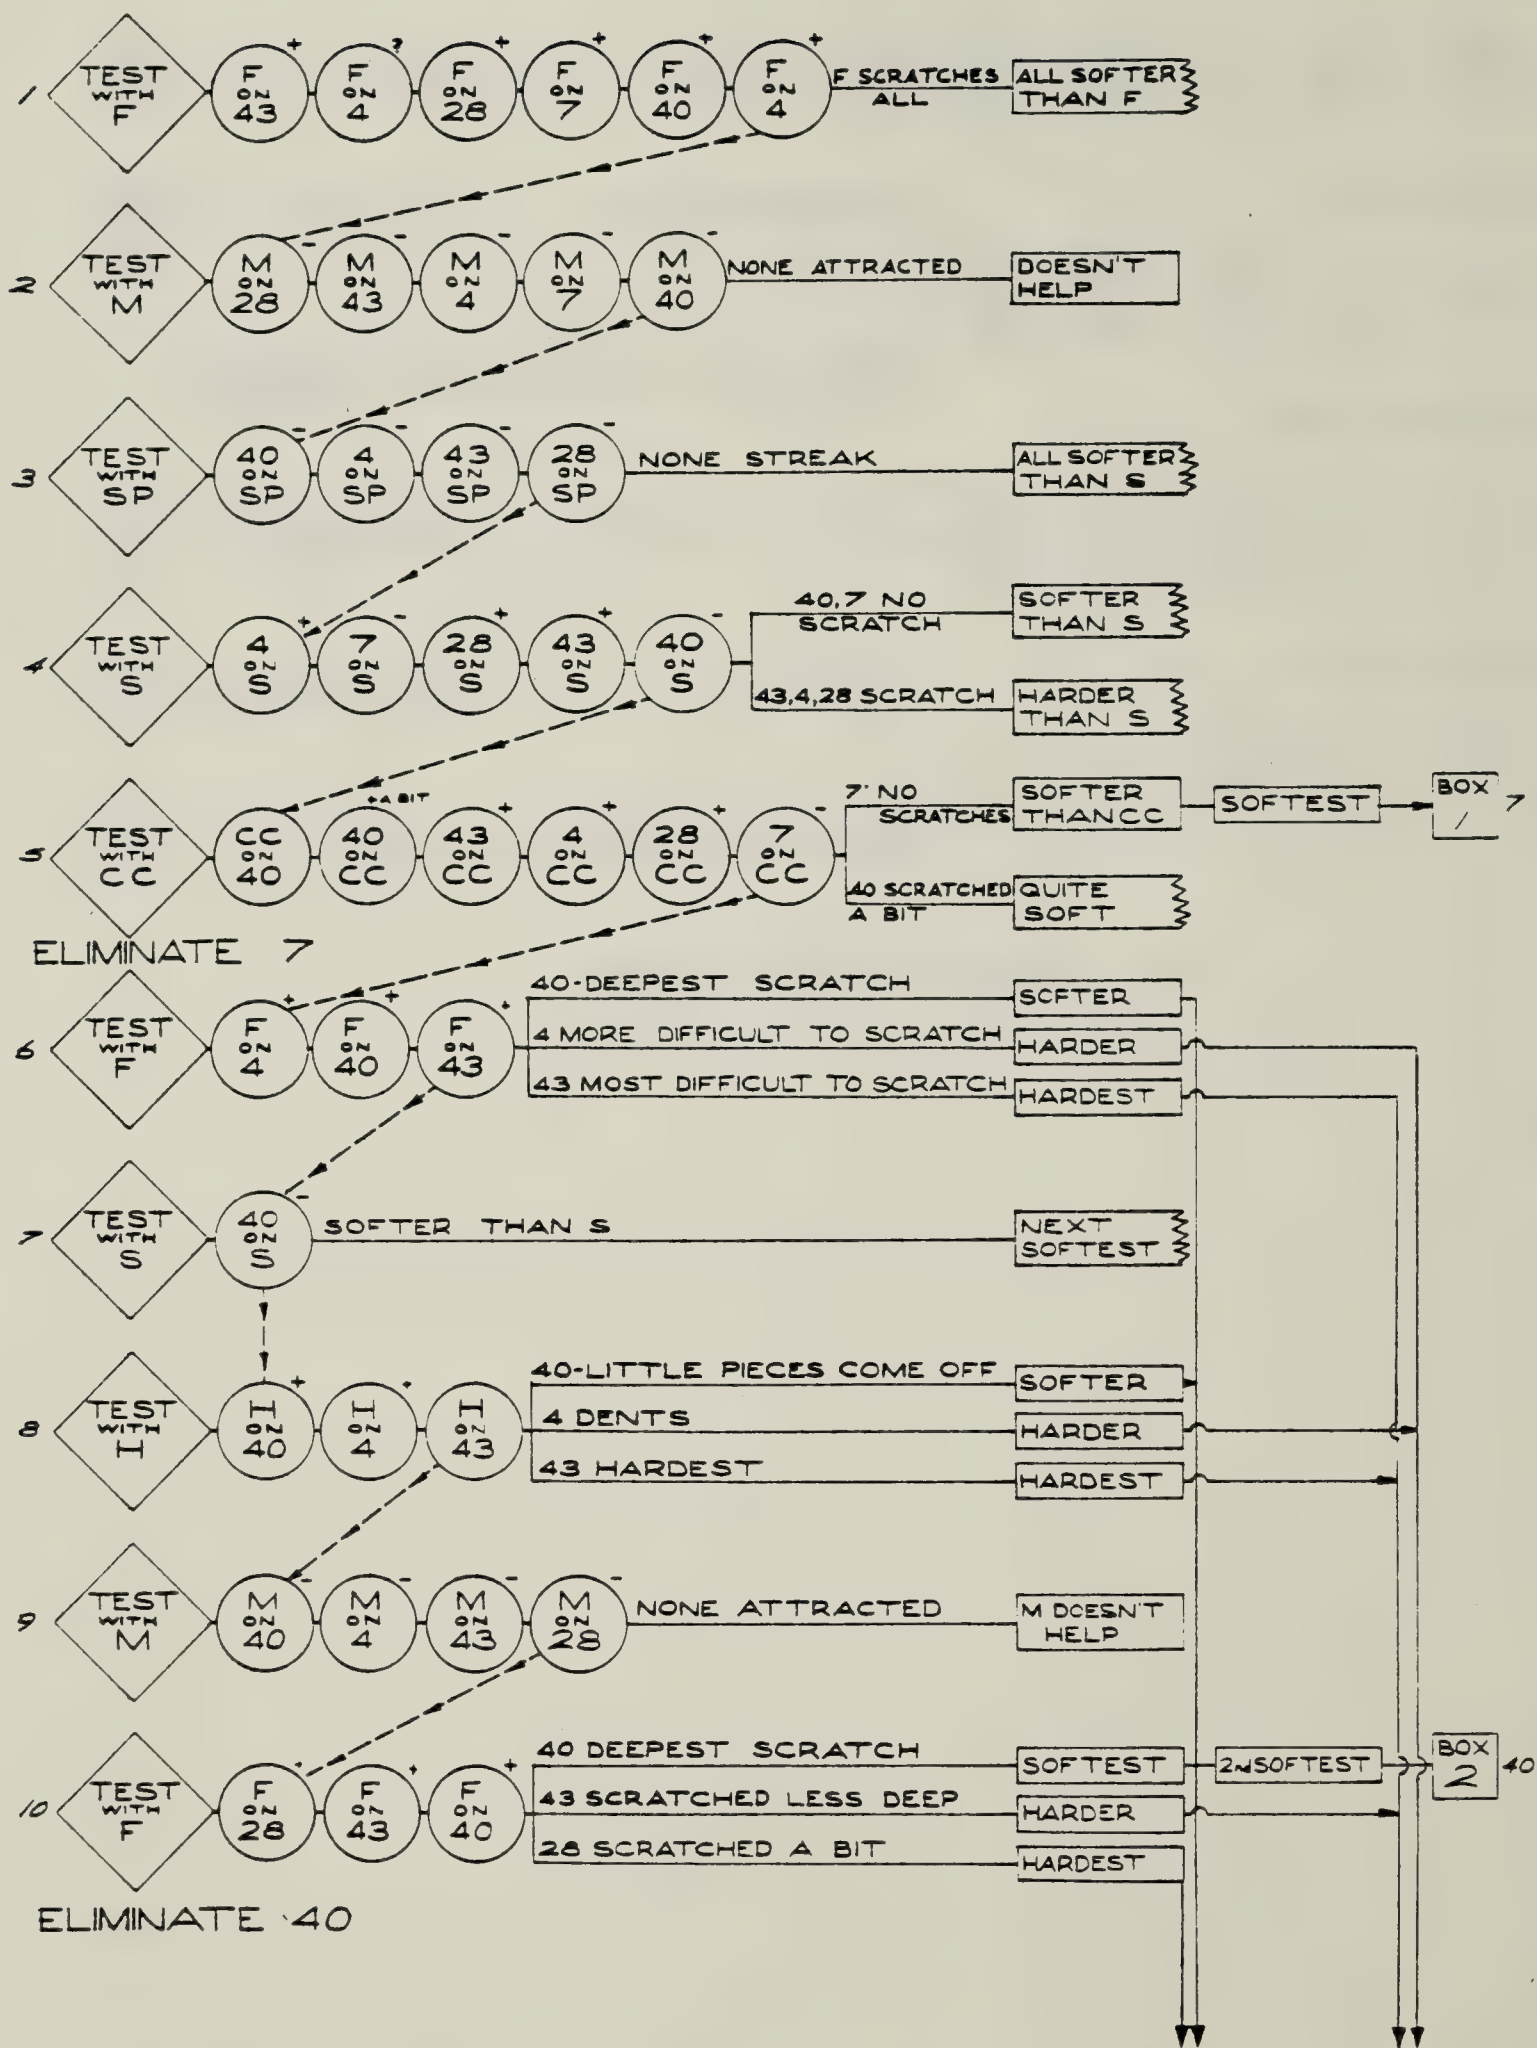 1
TEST
WITH
F
F
ON
43
+
F
ON
4
?
F
ON
28
+
F
ON
7
+
F
ON
40
+
F
ON
4
+
F SCRATCHES
ALL
ALL SOFTER
THAN F
2
TEST
WITH
M
M
ON
28
-
M
ON
43
-
M
ON
4
-
M
ON
7
-
M
ON
40
-
NONE ATTRACTED
DOESN'T
HELP
3
TEST
WITH
SP
40
ON
SP
-
4
ON
SP
-
43
ON
SP
-
28
ON
SP
-
NONE STREAK
ALL SOFTER
THAN S
4
TEST
WITH
S
4
ON
S
+
7
ON
S
-
28
ON
S
+
43
ON
S
+
40
ON
S
-
40,7 NO
SCRATCH
SOFTER
THAN S
43,4,28 SCRATCH
HARDER
THAN S
5
TEST
WITH
CC
CC
ON
40
40
ON
CC
+A BIT
43
ON
CC
+
4
ON
CC
+
28
ON
CC
+
7
ON
CC
-
7 NO
SCRATCHES
SOFTER
THAN CC
SOFTEST
BOX
1
7
40 SCRATCHED
A BIT
QUITE
SOFT
ELIMINATE 7
6
TEST
WITH
F
F
ON
4
+
F
ON
40
+
F
ON
43
+
40-DEEPEST SCRATCH
SOFTER
4 MORE DIFFICULT TO SCRATCH
HARDER
43 MOST DIFFICULT TO SCRATCH
HARDEST
7
TEST
WITH
S
40
ON
S
-
SOFTER THAN S
NEXT
SOFTEST
8
TEST
WITH
I
I
ON
40
+
I
ON
4
+
I
ON
43
40-LITTLE PIECES COME OFF
SOFTER
4 DENTS
HARDER
43 HARDEST
HARDEST
9
TEST
WITH
M
M
ON
40
-
M
ON
4
-
M
ON
43
-
M
ON
28
-
NONE ATTRACTED
M DOESN'T
HELP
10
TEST
WITH
F
F
ON
28
+
F
ON
43
+
F
ON
40
+
40 DEEPEST SCRATCH
SOFTEST
2ND SOFTEST
BOX
2
40
43 SCRATCHED LESS DEEP
HARDER
28 SCRATCHED A BIT
HARDEST
ELIMINATE 40